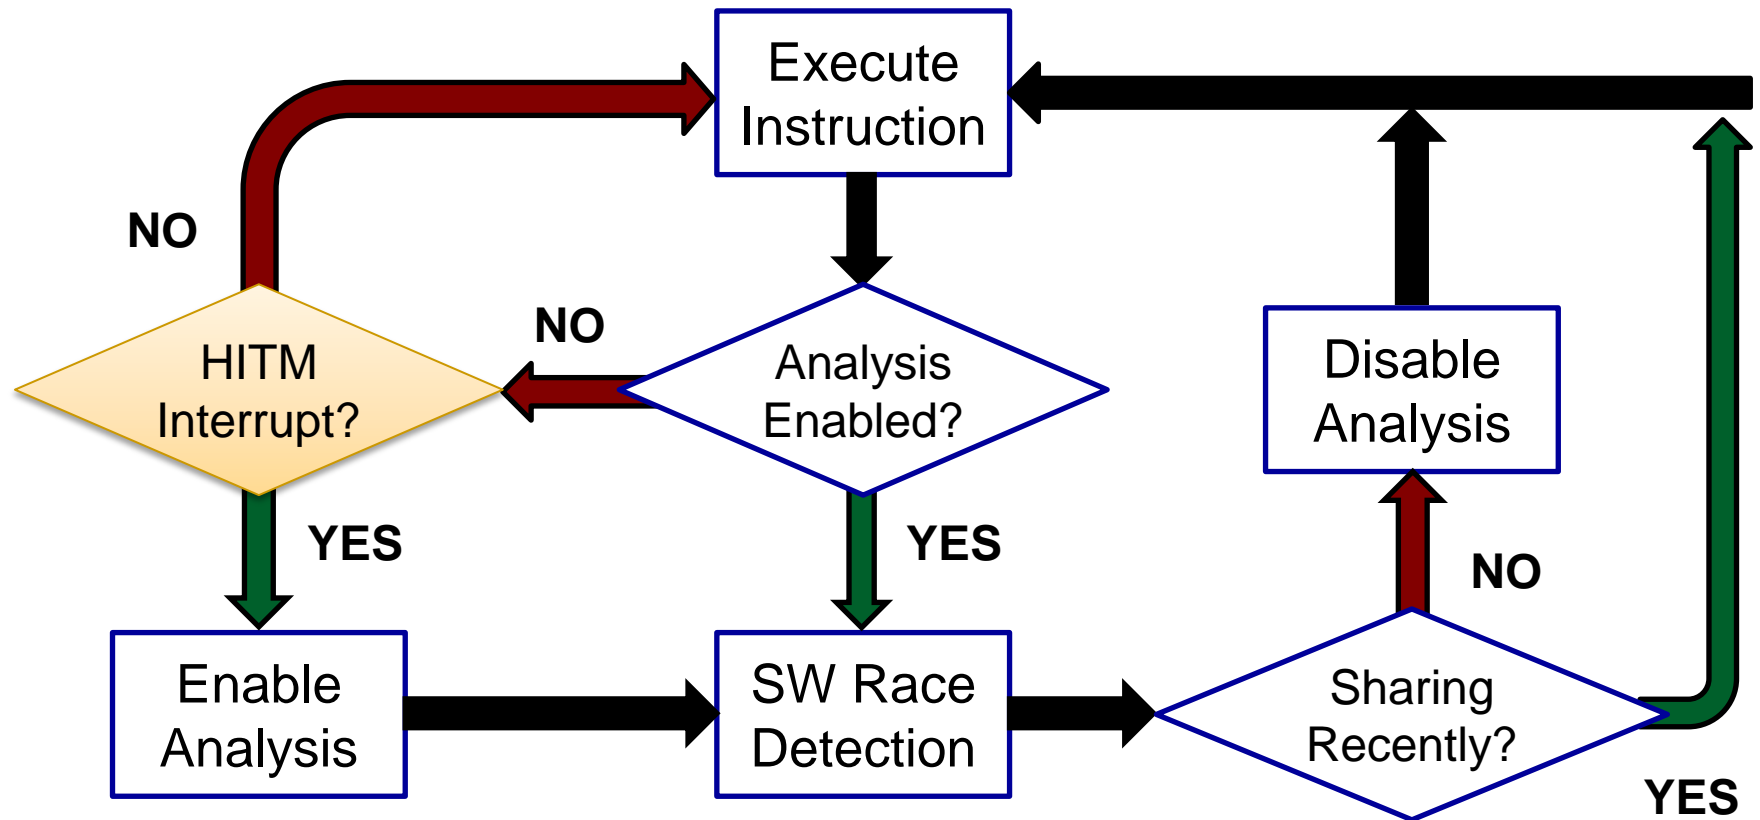 Execute
Instruction
NO
NO
HITM
Interrupt?
Analysis
Enabled?
Disable
Analysis
YES
YES
NO
Enable
Analysis
SW Race
Detection
Sharing
Recently?
YES